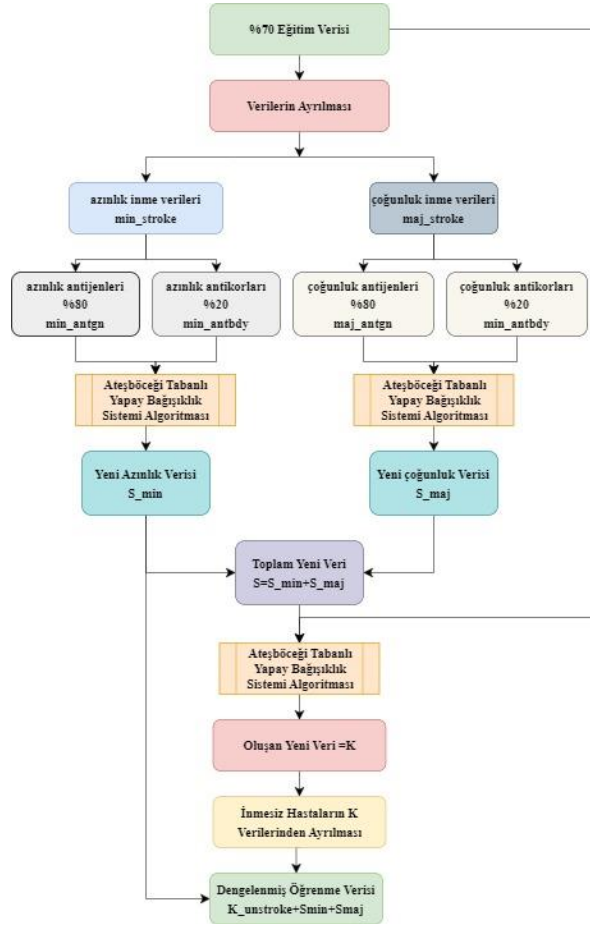 %70 Eğitim Verisi
Verilerin Ayrılması
azınlık inme verileri
min_stroke
çoğunluk inme verileri
maj_stroke
azınlık antijenleri
%80
min_antgn
azınlık antikorları
%20
min_antbdy
çoğunluk antijenleri
%80
maj_antgn
çoğunluk antikorları
%20
min_antbdy
Ateşböceği Tabanlı
Yapay Bağışıklık
Sistemi Algoritması
Ateşböceği Tabanlı
Yapay Bağışıklık
Sistemi Algoritması
Yeni Azınlık Verisi
S_min
Yeni çoğunluk Verisi
S_maj
Toplam Yeni Veri
S=S_min+S_maj
Ateşböceği Tabanlı
Yapay Bağışıklık
Sistemi Algoritması
Oluşan Yeni Veri =K
İnmesiz Hastaların K
Verilerinden Ayrılması
Dengelenmiş Öğrenme Verisi
K_unstroke+Smin+Smaj